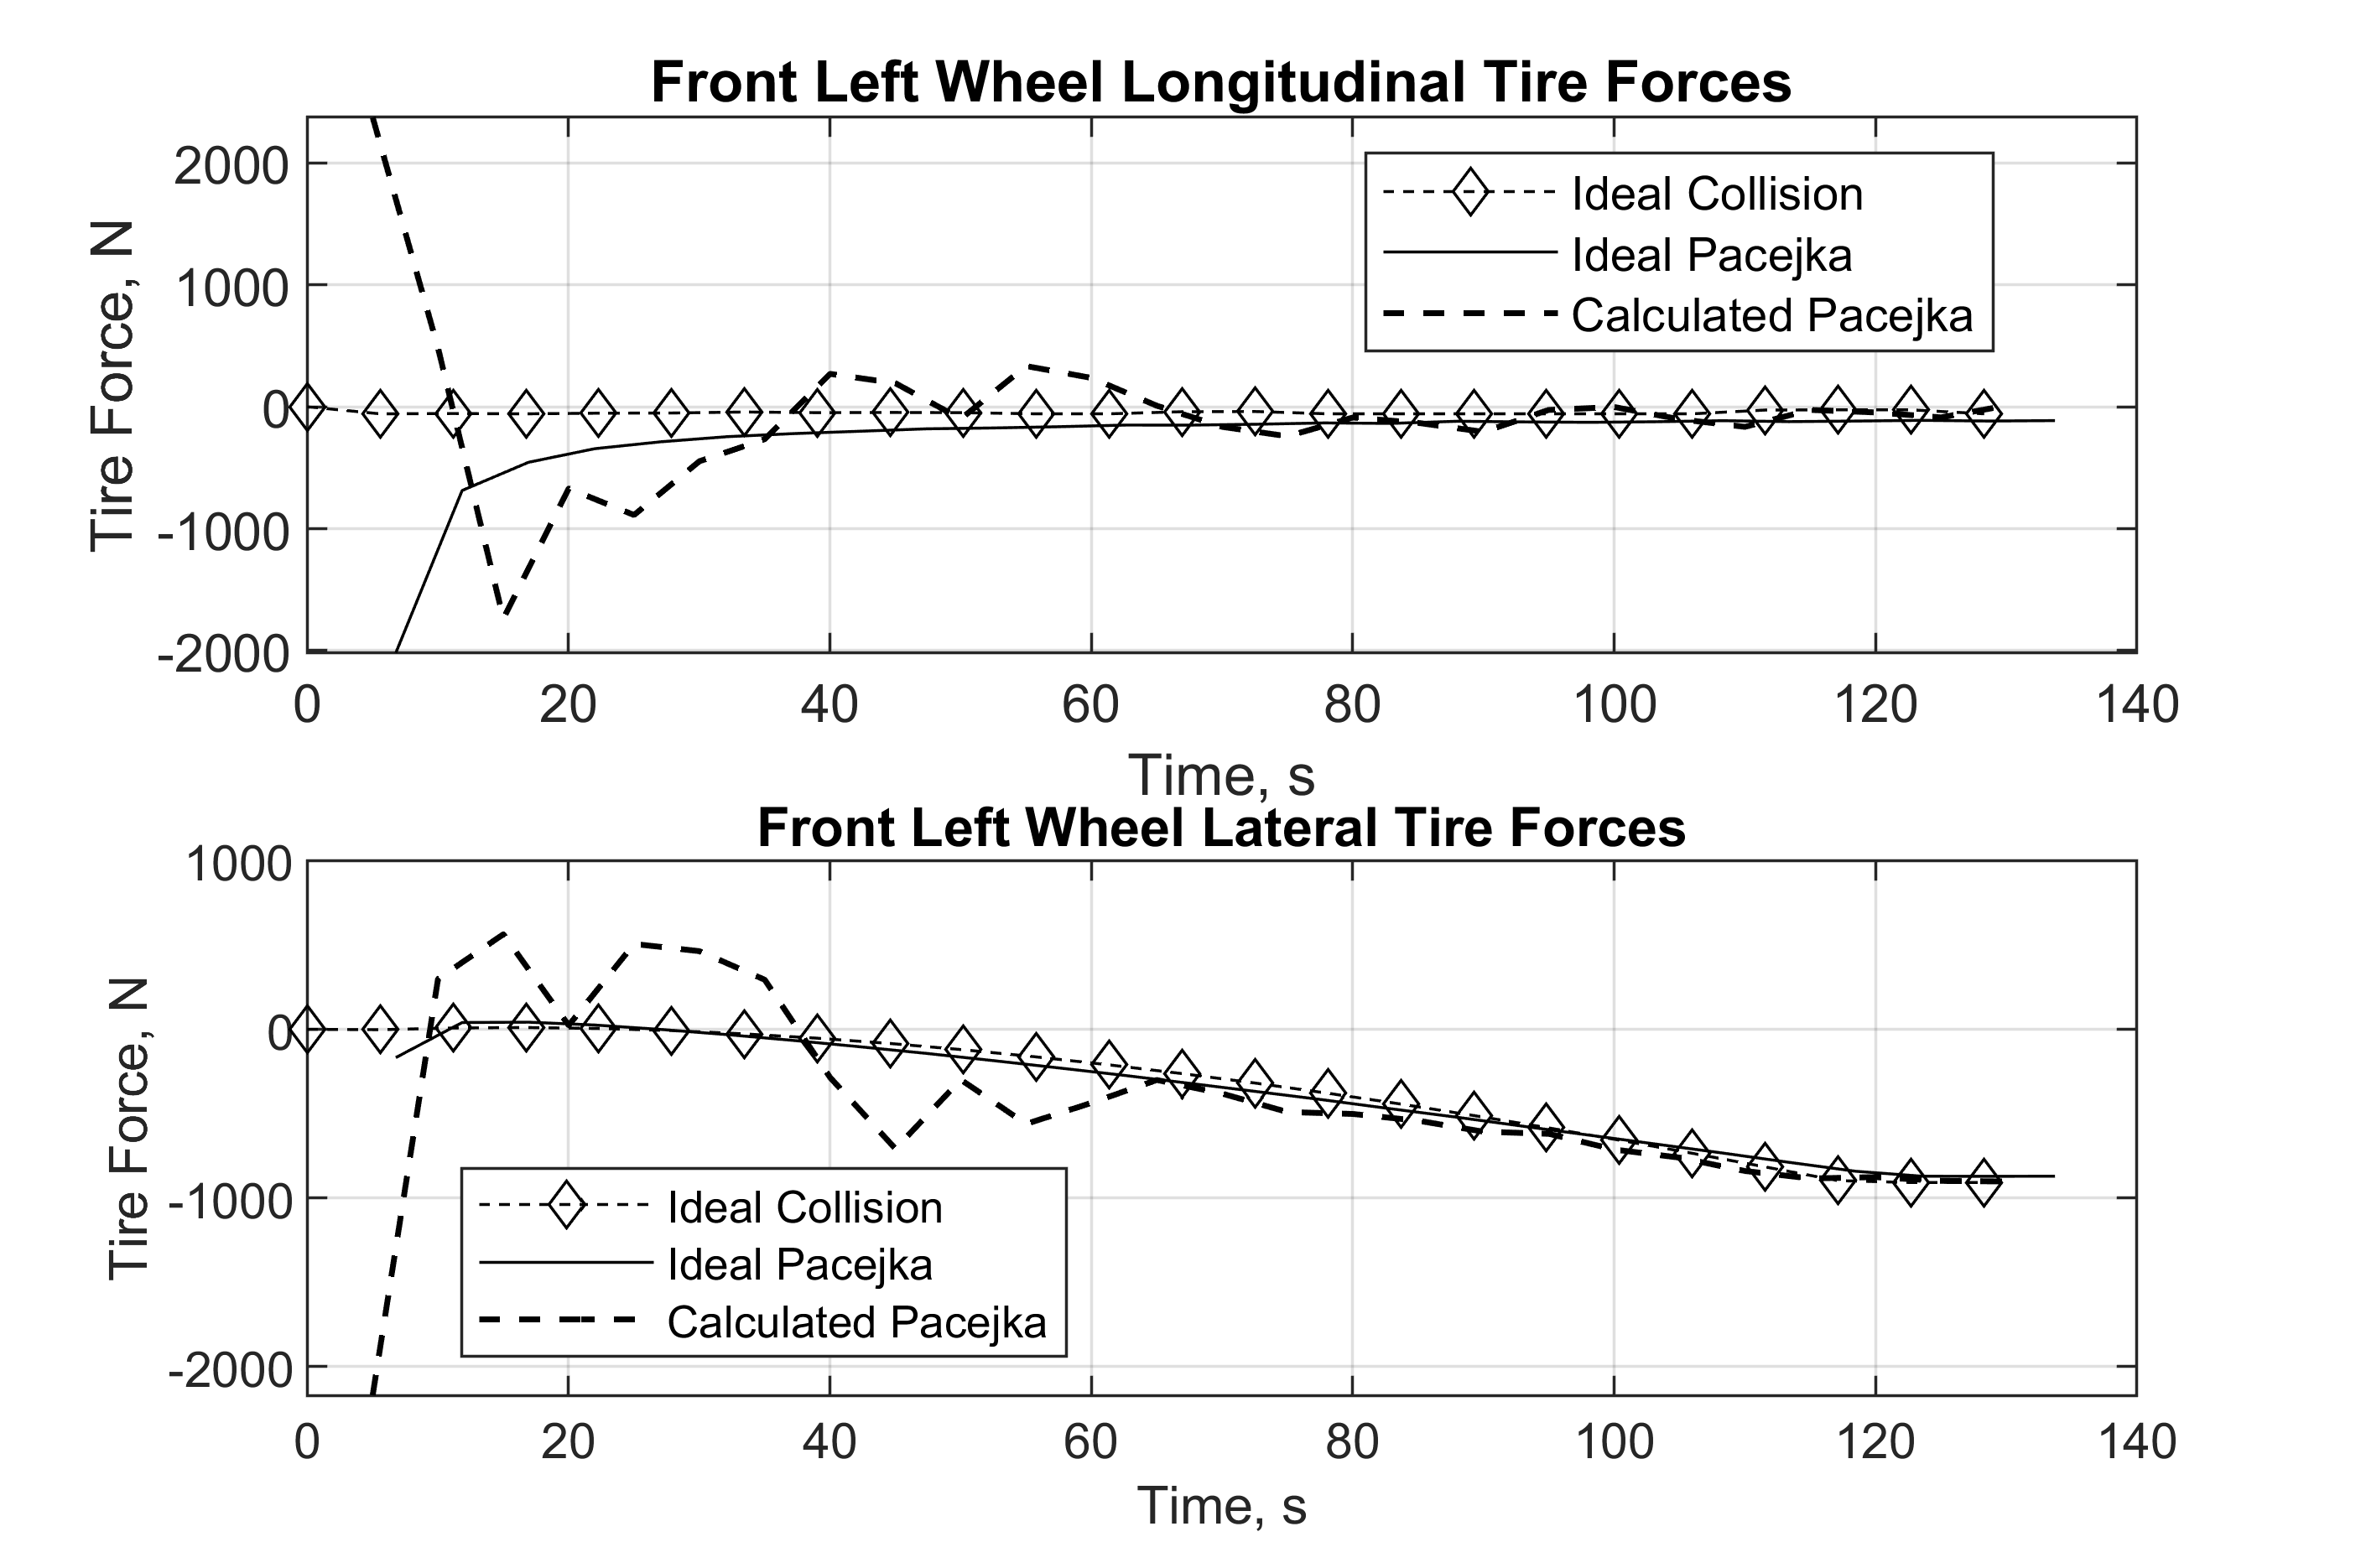 Front Left Wheel Longitudinal Tire Forces
Tire Force, N
2000
1000
0
-1000
-2000
Ideal Collision
Ideal Pacejka
Calculated Pacejka
0 20 40 60 80 100 120 140
Time, s
Front Left Wheel Lateral Tire Forces
Tire Force, N
1000
0
-1000
-2000
Ideal Collision
Ideal Pacejka
Calculated Pacejka
0 20 40 60 80 100 120 140
Time, s